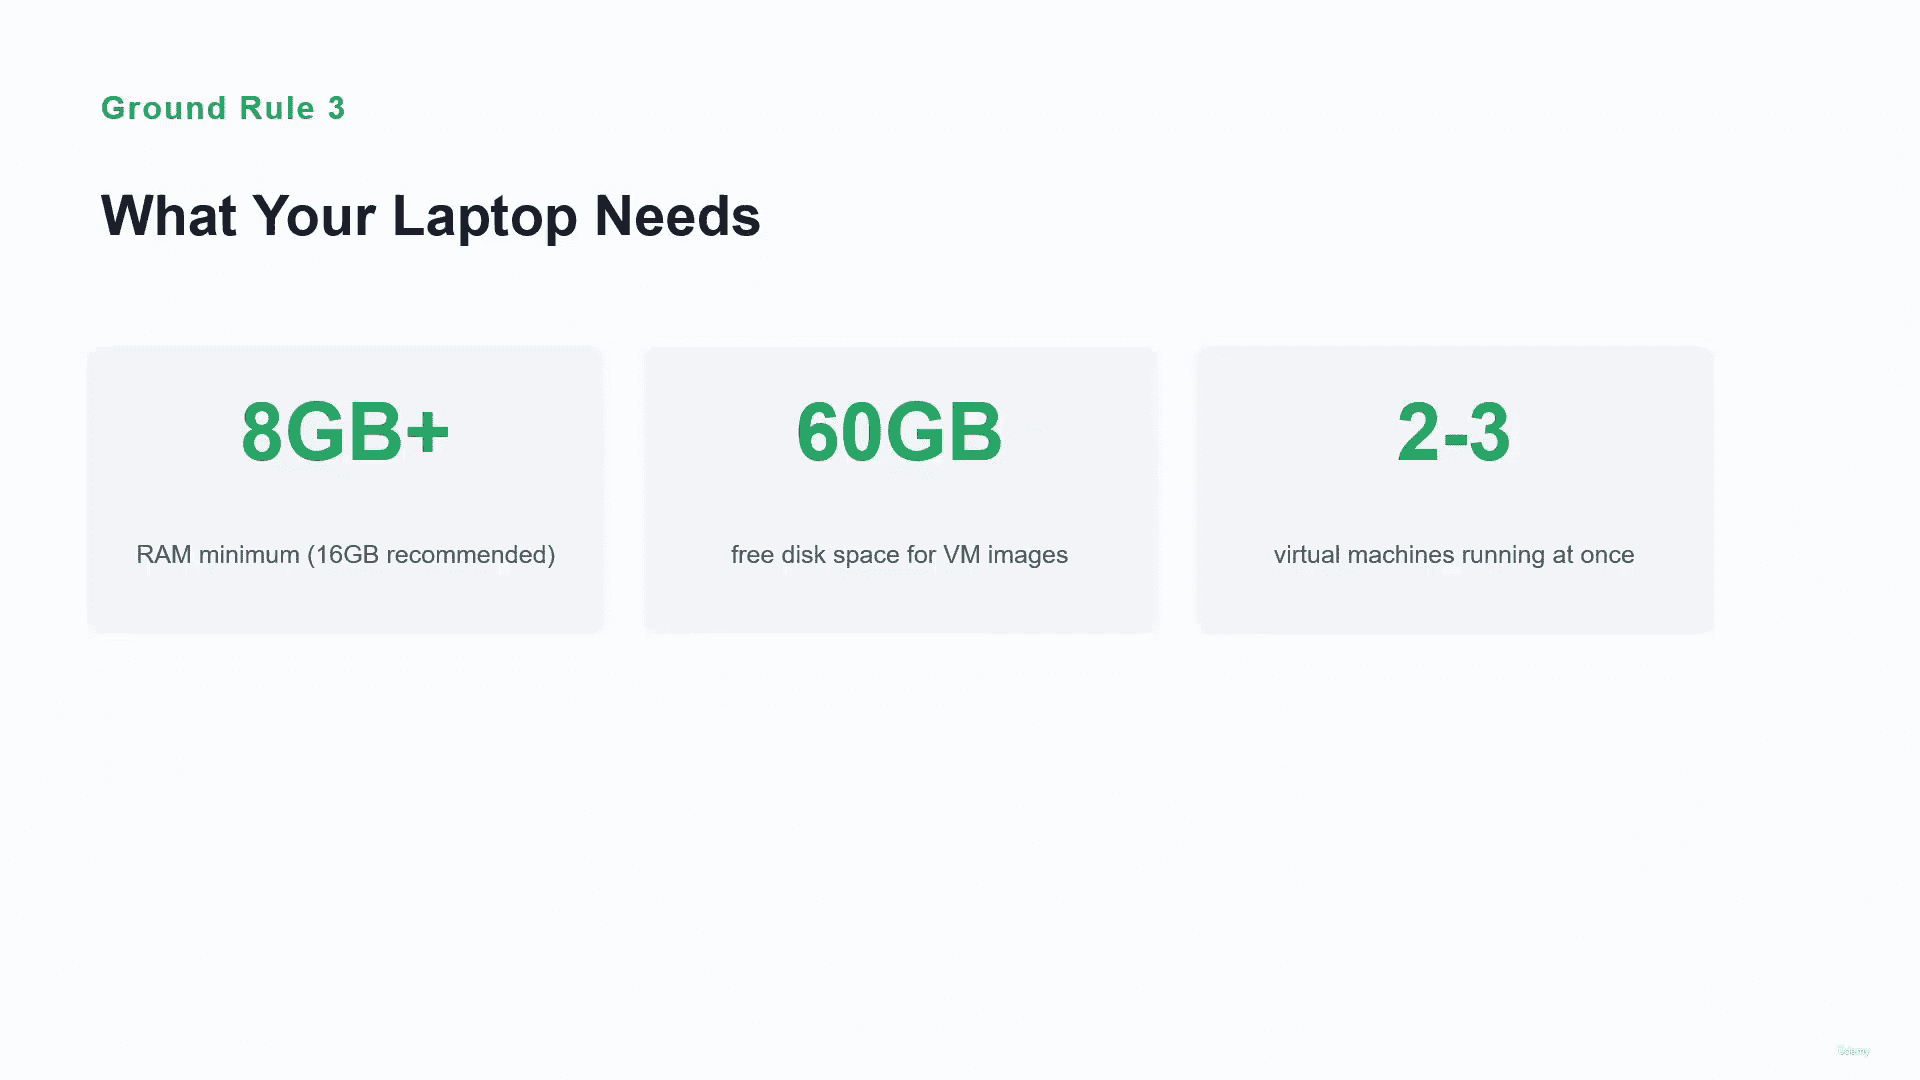 Ground Rule 3
What Your Laptop Needs
8GB+
RAM minimum (16GB recommended)
60GB
free disk space for VM images
2-3
virtual machines running at once
Udemy